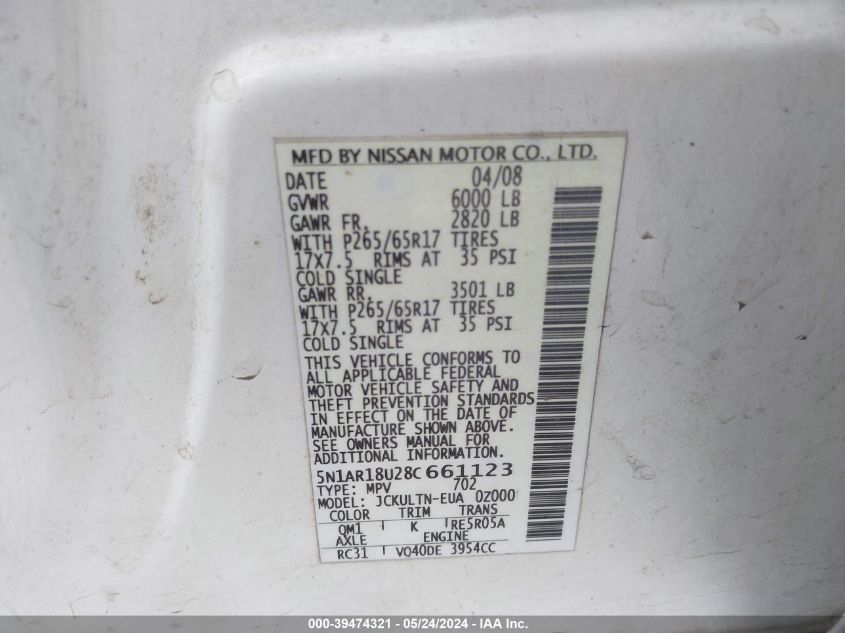 MFD BY NISSAN MOTOR CO., LTD.
DATE 04/08
GVWR 6000 LB
GAWR FR. 2820 LB
WITH P265/65R17 TIRES
17X7.5 RIMS AT 35 PSI
COLD SINGLE
GAWR RR. 3501 LB
WITH P265/65R17 TIRES
17X7.5 RIMS AT 35 PSI
COLD SINGLE
THIS VEHICLE CONFORMS TO
ALL APPLICABLE FEDERAL
MOTOR VEHICLE SAFETY AND
THEFT PREVENTION STANDARDS
IN EFFECT ON THE DATE OF
MANUFACTURE SHOWN ABOVE.
SEE OWNERS MANUAL FOR
ADDITIONAL INFORMATION.
5N1AR18U28C661123
TYPE: MPV 702
MODEL: JCKULTN-EUA 0Z000
COLOR TRIM TRANS
QM1 K RE5R05A
AXLE ENGINE
RC31 VQ40DE 3954CC
000-39474321 - 05/24/2024 - IAA Inc.